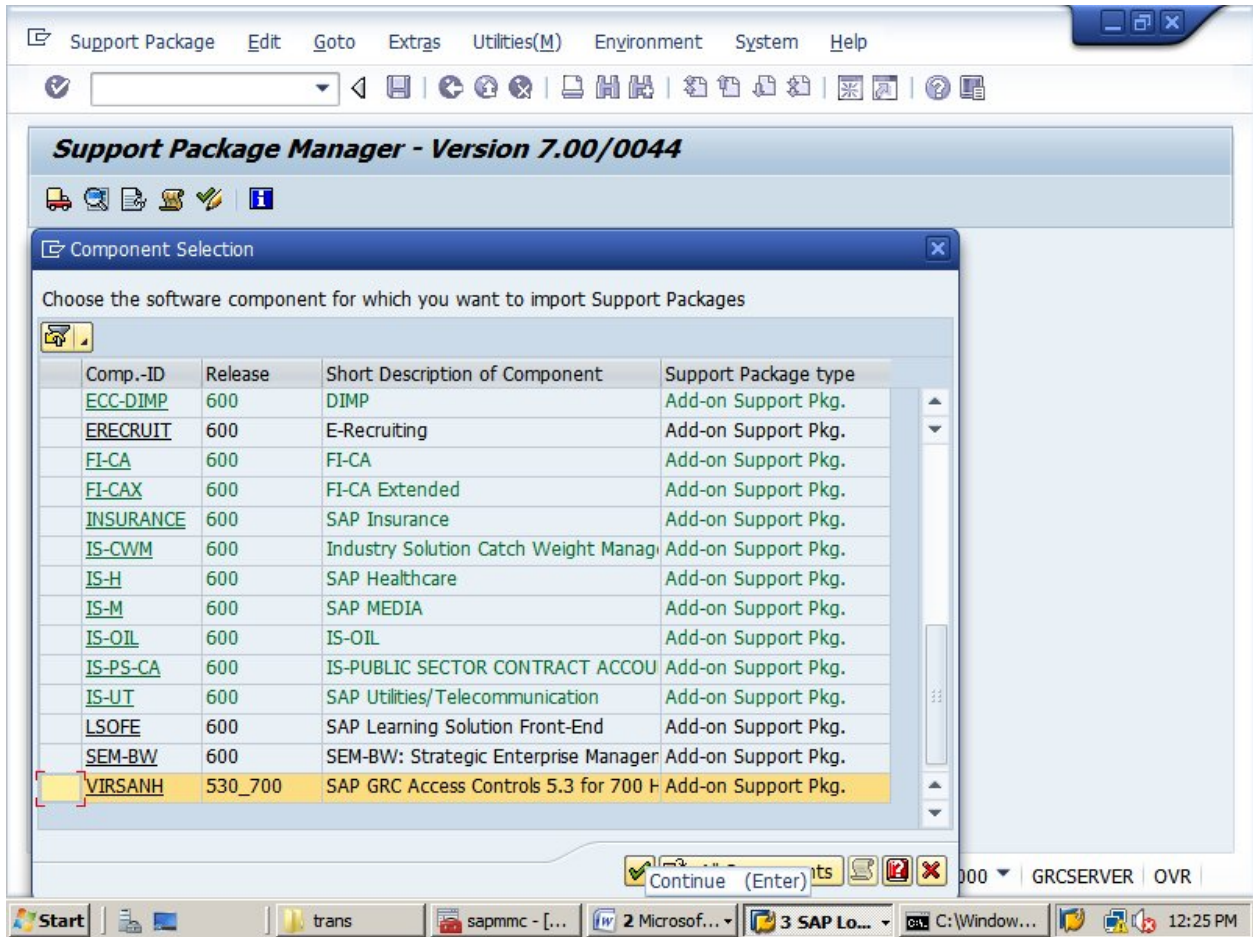 Support Package Edit Goto Extras Utilities(M) Environment System Help
Support Package Manager - Version 7.00/0044
Component Selection
Choose the software component for which you want to import Support Packages
Comp.-ID Release Short Description of Component Support Package type
ECC-DIMP 600 DIMP Add-on Support Pkg.
ERECRUIT 600 E-Recruiting Add-on Support Pkg.
FI-CA 600 FI-CA Add-on Support Pkg.
FI-CAX 600 FI-CA Extended Add-on Support Pkg.
INSURANCE 600 SAP Insurance Add-on Support Pkg.
IS-CWM 600 Industry Solution Catch Weight Manag Add-on Support Pkg.
IS-H 600 SAP Healthcare Add-on Support Pkg.
IS-M 600 SAP MEDIA Add-on Support Pkg.
IS-OIL 600 IS-OIL Add-on Support Pkg.
IS-PS-CA 600 IS-PUBLIC SECTOR CONTRACT ACCOU Add-on Support Pkg.
IS-UT 600 SAP Utilities/Telecommunication Add-on Support Pkg.
LSOFE 600 SAP Learning Solution Front-End Add-on Support Pkg.
SEM-BW 600 SEM-BW: Strategic Enterprise Manager Add-on Support Pkg.
VIRSANH 530_700 SAP GRC Access Controls 5.3 for 700 H Add-on Support Pkg.
Continue (Enter) nts 000 GRCSERVER OVR
Start trans sapmmc - [... 2 Microsof... 3 SAP Lo... C:\Window... 12:25 PM